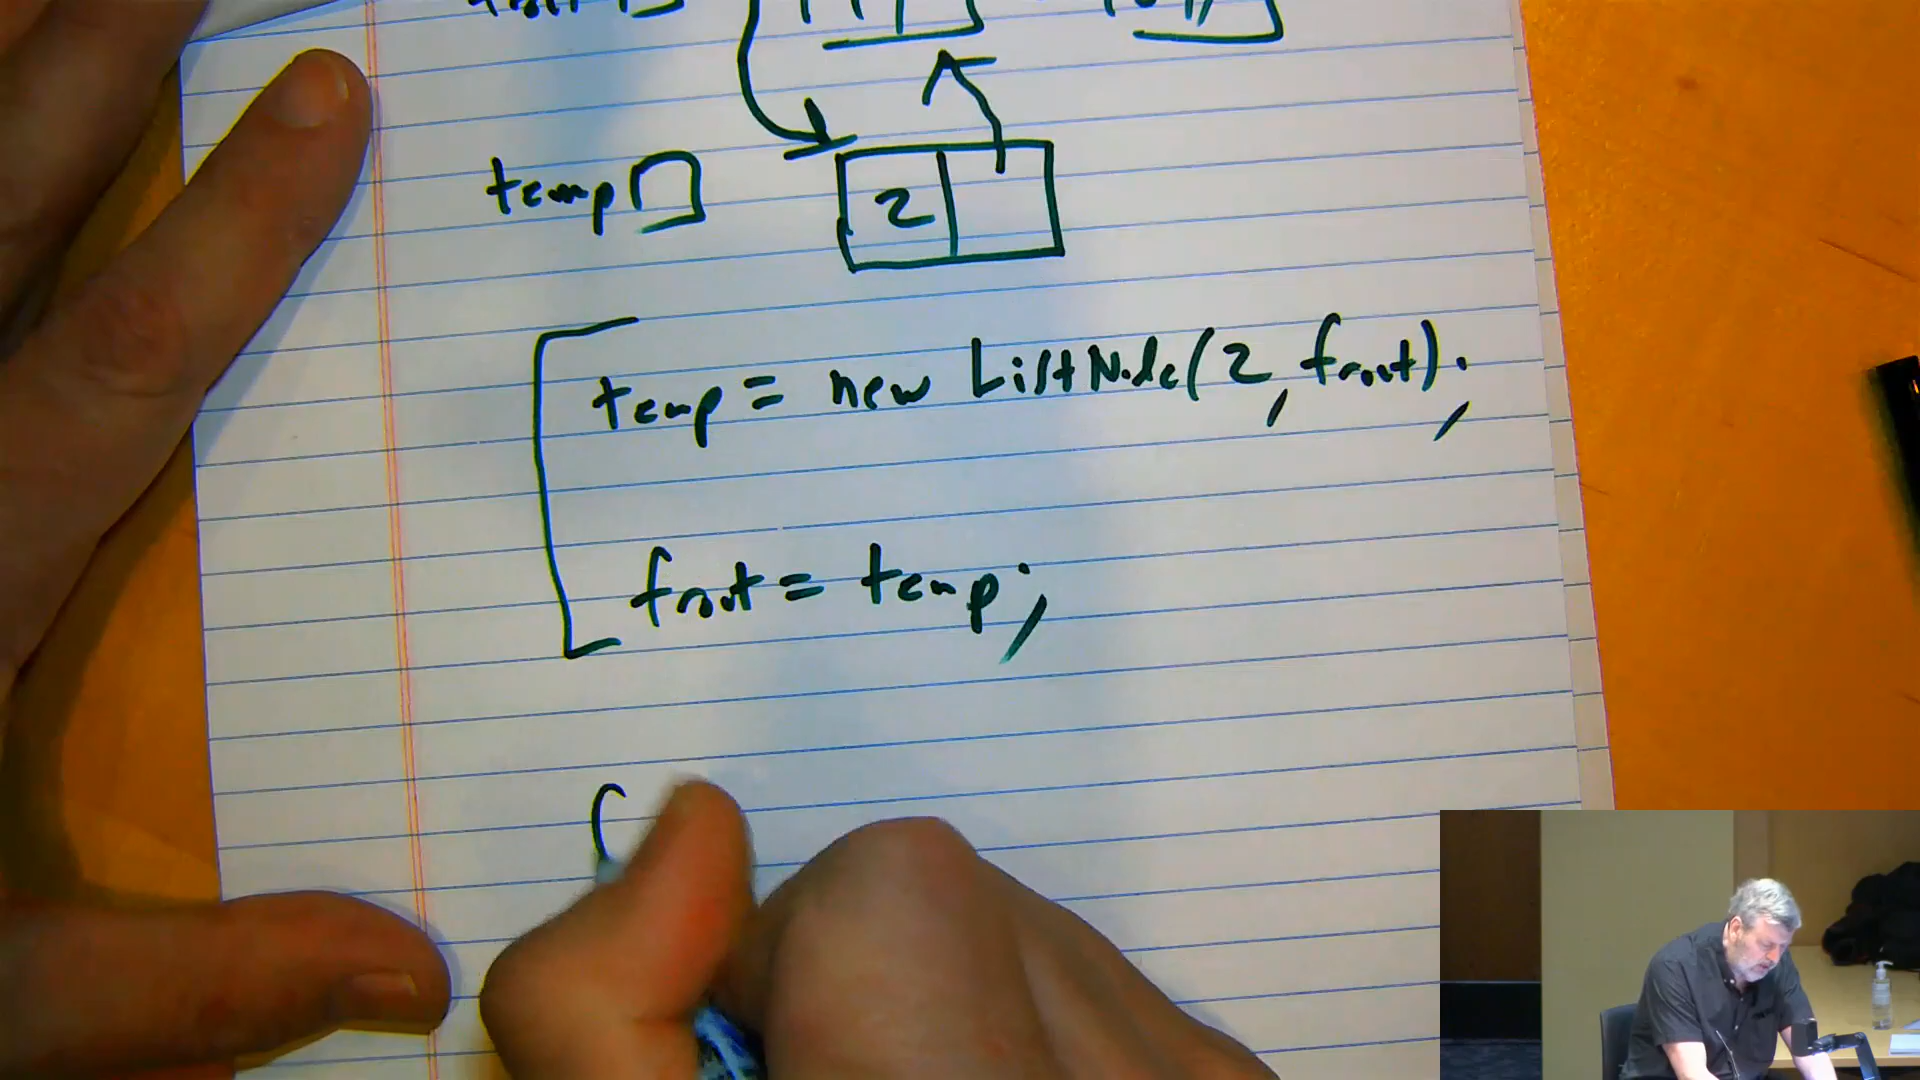 temp 2
temp = new ListNode(2, front);
front = temp;